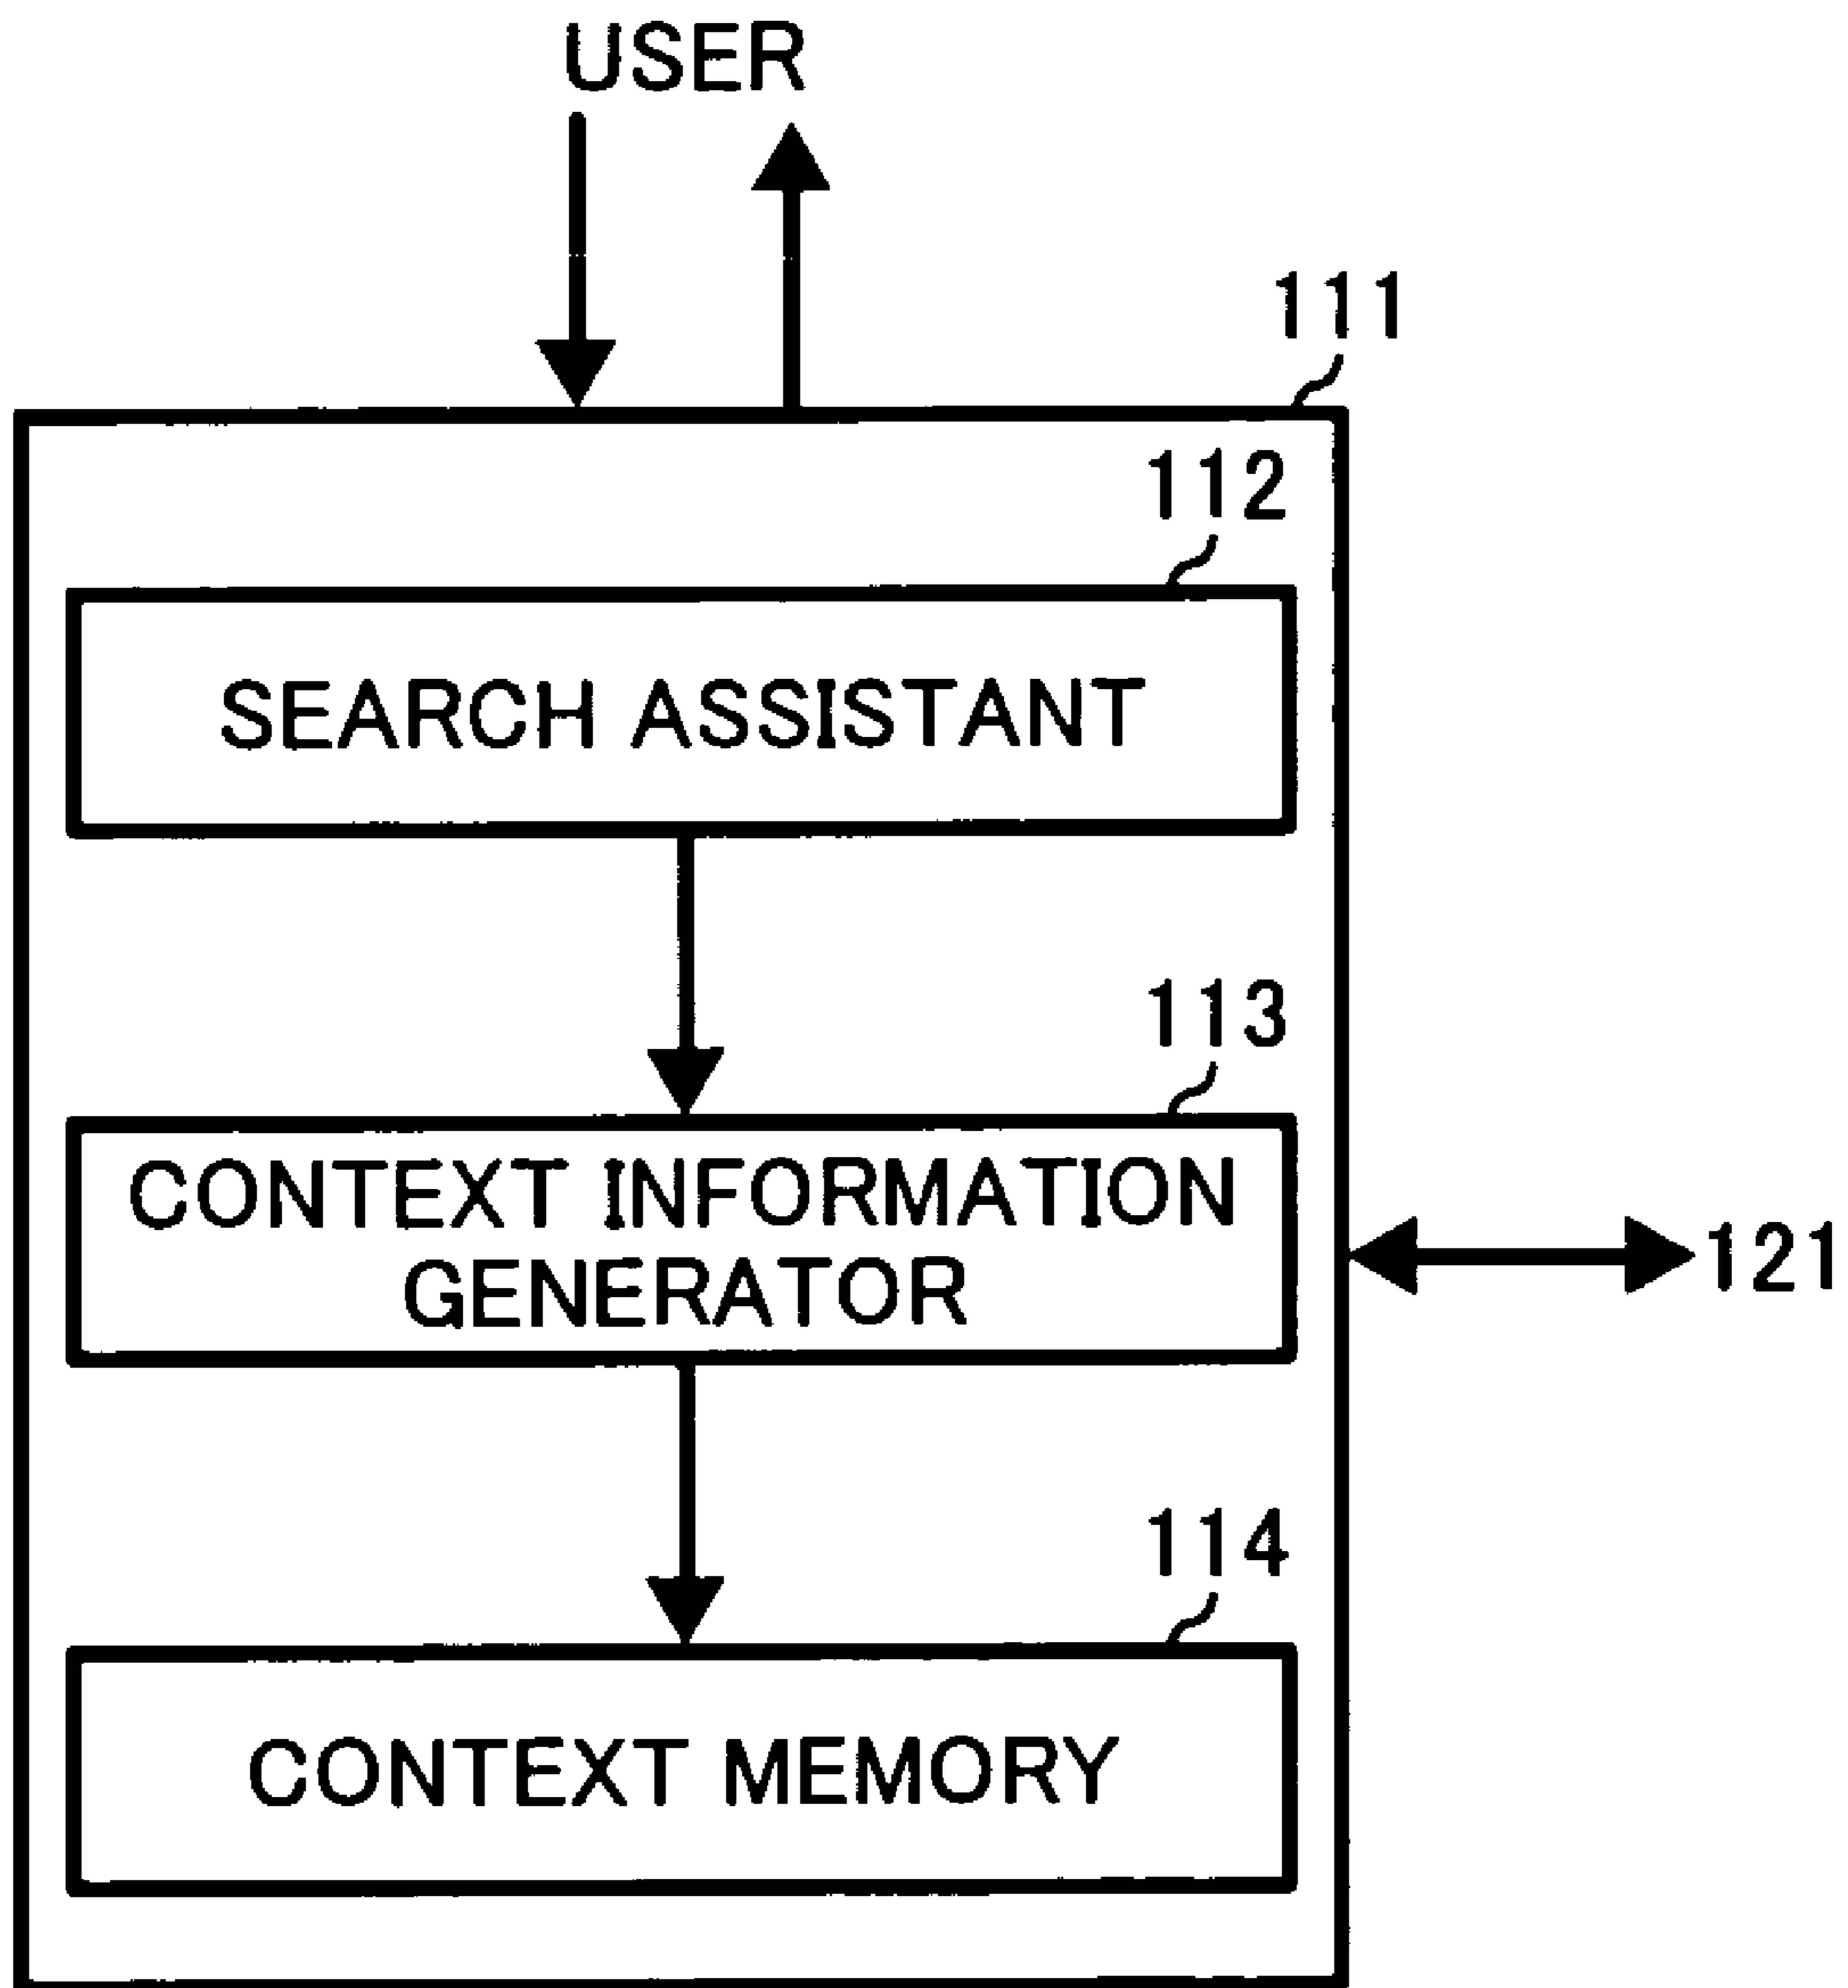 USER
111
112
SEARCH ASSISTANT
113
CONTEXT INFORMATION
GENERATOR
121
114
CONTEXT MEMORY